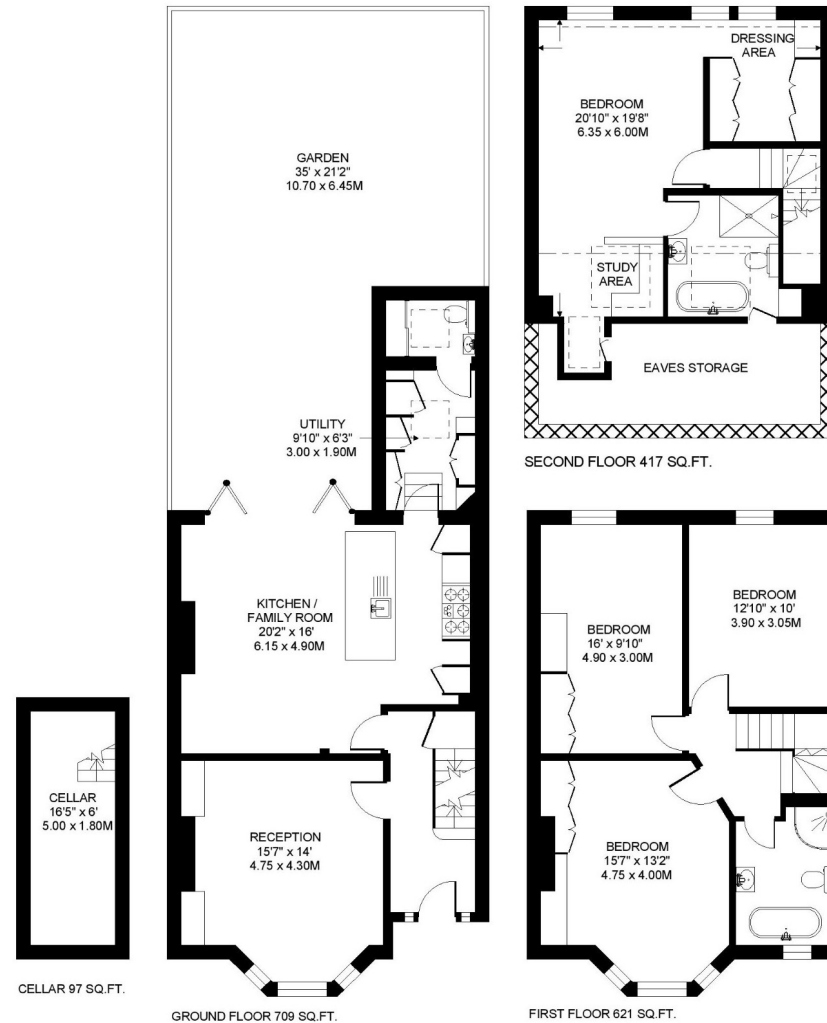 GARDEN
35' x 21'2"
10.70 x 6.45M
UTILITY
9'10" x 6'3"
3.00 x 1.90M
KITCHEN /
FAMILY ROOM
20'2" x 16'
6.15 x 4.90M
RECEPTION
15'7" x 14'
4.75 x 4.30M
GROUND FLOOR 709 SQ.FT.
CELLAR
16'5" x 6'
5.00 x 1.80M
CELLAR 97 SQ.FT.
DRESSING
AREA
BEDROOM
20'10" x 19'8"
6.35 x 6.00M
STUDY
AREA
EAVES STORAGE
SECOND FLOOR 417 SQ.FT.
BEDROOM
12'10" x 10'
3.90 x 3.05M
BEDROOM
16' x 9'10"
4.90 x 3.00M
BEDROOM
15'7" x 13'2"
4.75 x 4.00M
FIRST FLOOR 621 SQ.FT.